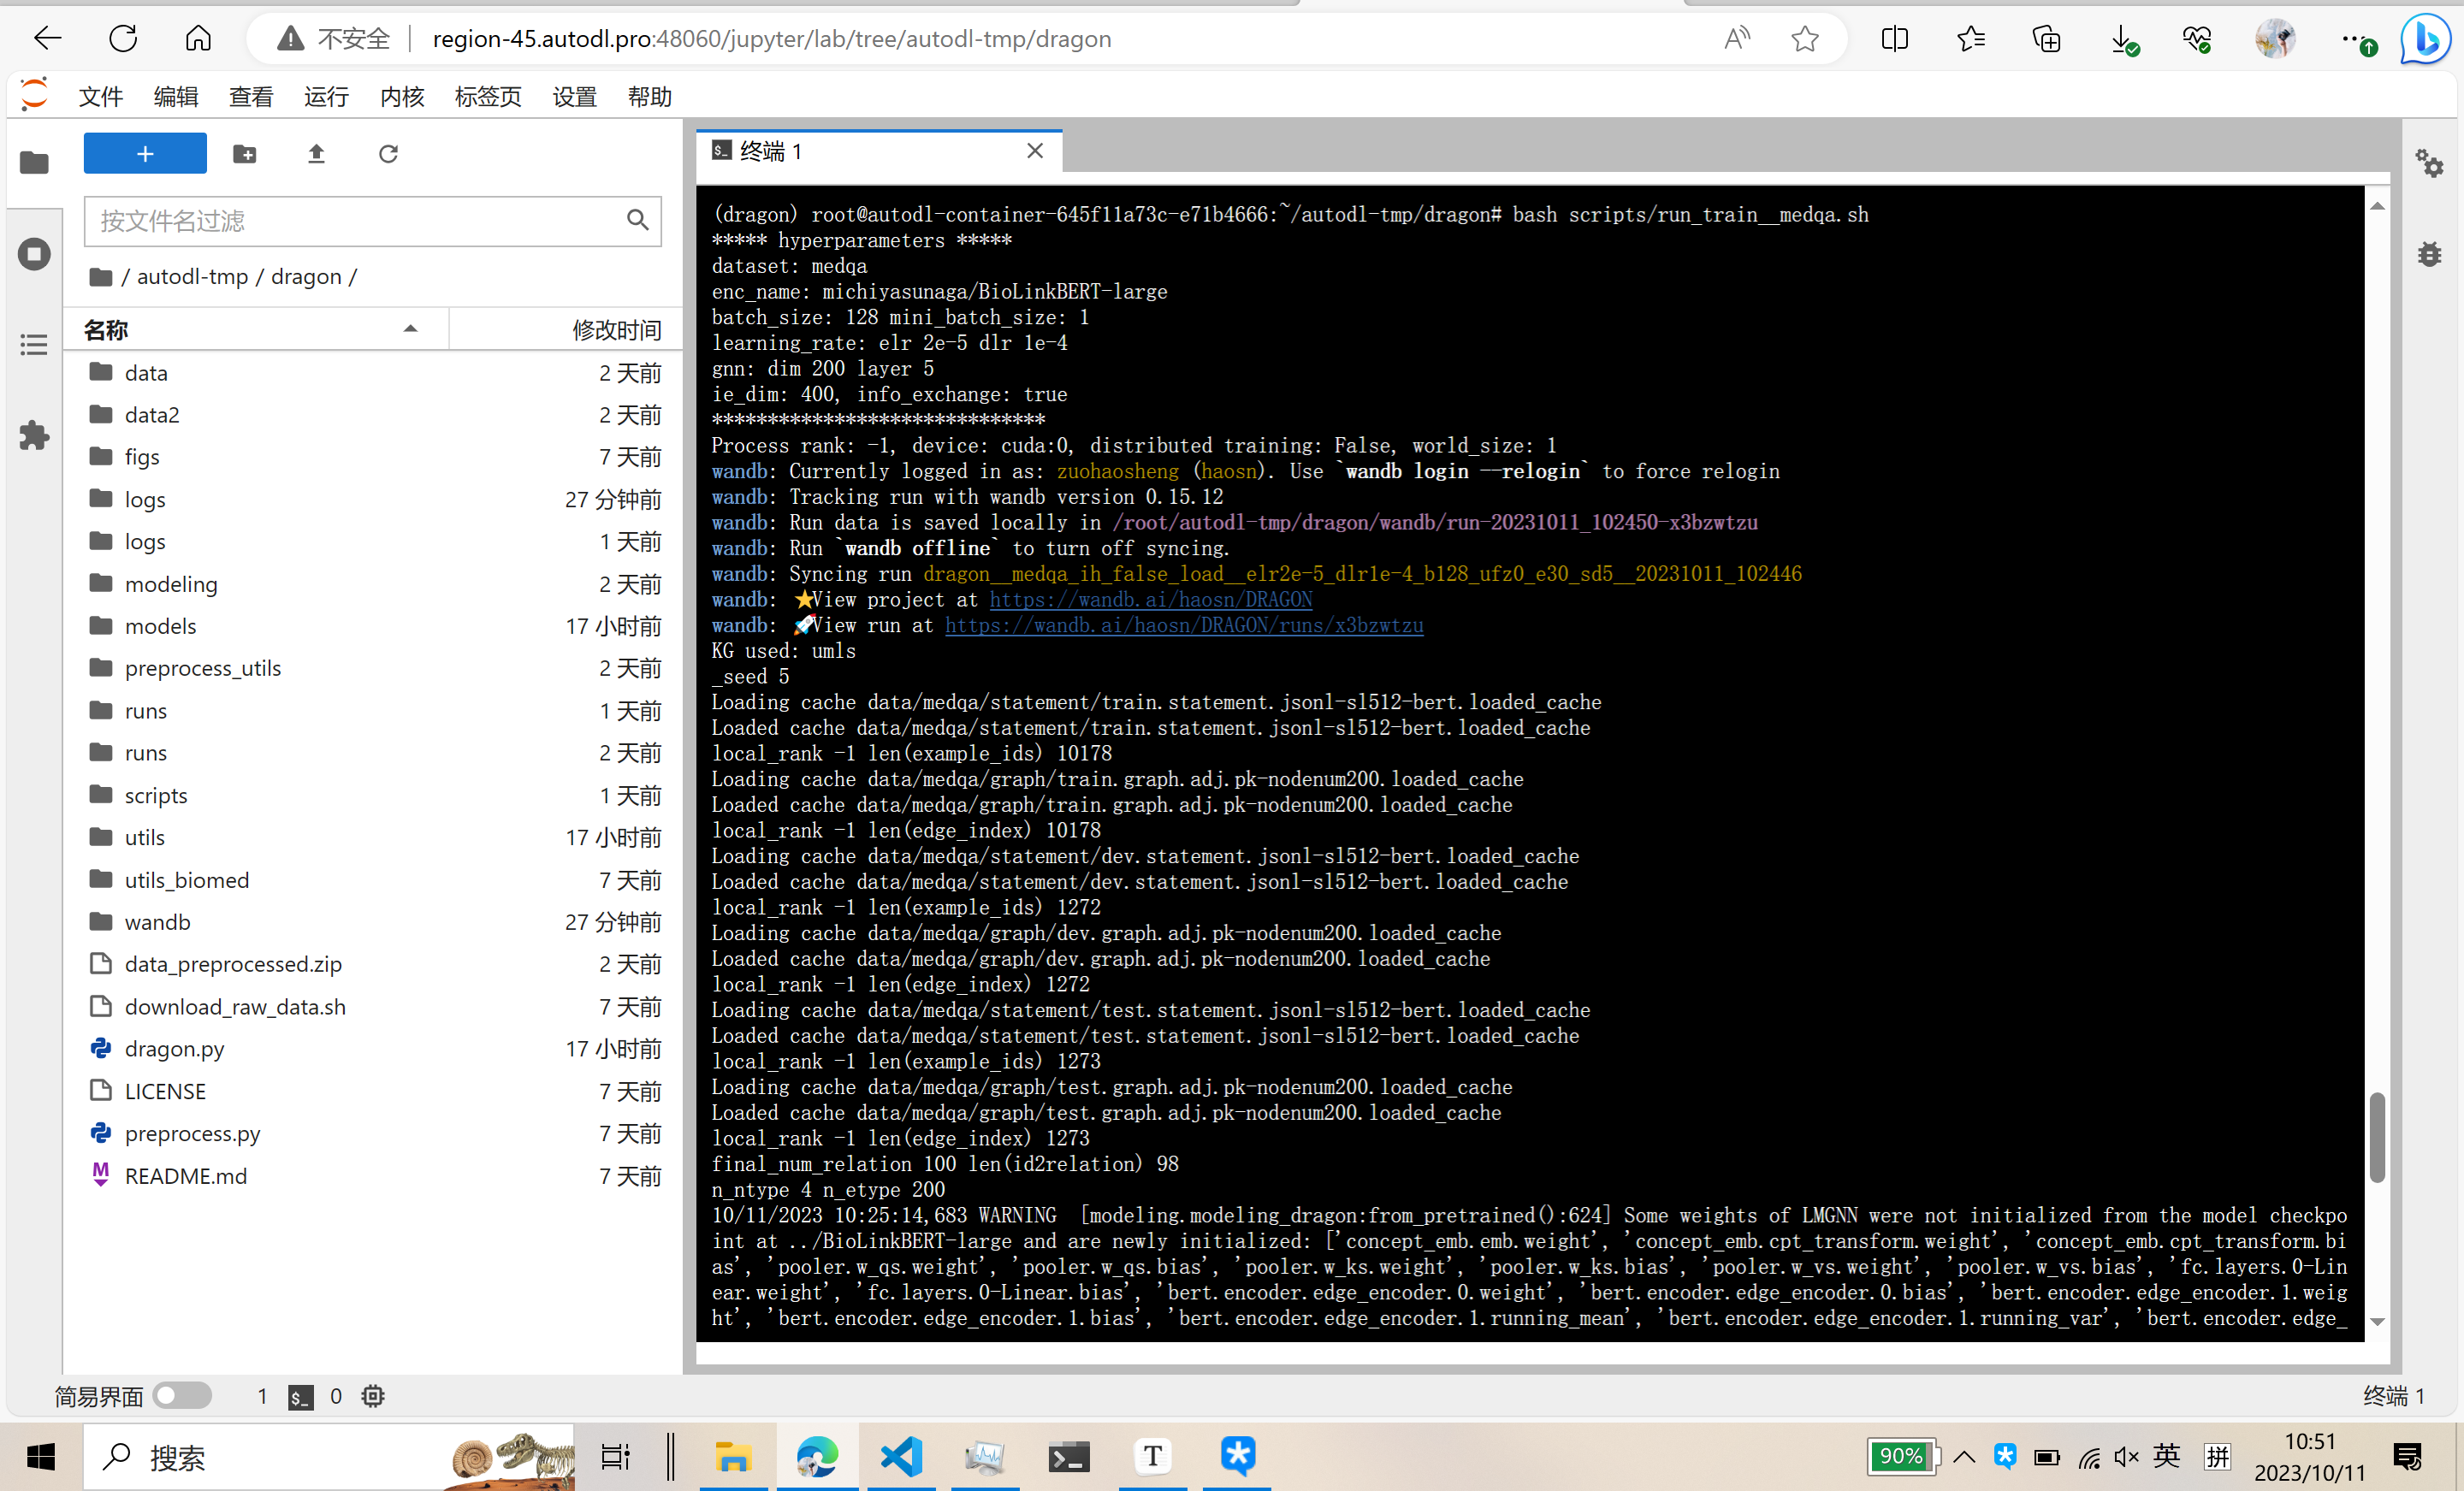 不安全
region-45.autodl.pro:48060/jupyter/lab/tree/autodl-tmp/dragon
文件 编辑 查看 运行 内核 标签页 设置 帮助
按文件名过滤
/ autodl-tmp / dragon /
名称 修改时间
data 2 天前
data2 2 天前
figs 7 天前
logs 27 分钟前
logs 1 天前
modeling 2 天前
models 17 小时前
preprocess_utils 2 天前
runs 1 天前
runs 2 天前
scripts 1 天前
utils 17 小时前
utils_biomed 7 天前
wandb 27 分钟前
data_preprocessed.zip 2 天前
download_raw_data.sh 7 天前
dragon.py 17 小时前
LICENSE 7 天前
preprocess.py 7 天前
README.md 7 天前
终端 1
(dragon) root@autodl-container-645f11a73c-e71b4666:~/autodl-tmp/dragon# bash scripts/run_train__medqa.sh
***** hyperparameters *****
dataset: medqa
enc_name: michiyasunaga/BioLinkBERT-large
batch_size: 128 mini_batch_size: 1
learning_rate: elr 2e-5 dlr 1e-4
gnn: dim 200 layer 5
ie_dim: 400, info_exchange: true
******************************
Process rank: -1, device: cuda:0, distributed training: False, world_size: 1
wandb: Currently logged in as: zuohaosheng (haosn). Use `wandb login --relogin` to force relogin
wandb: Tracking run with wandb version 0.15.12
wandb: Run data is saved locally in /root/autodl-tmp/dragon/wandb/run-20231011_102450-x3bzwtzu
wandb: Run `wandb offline` to turn off syncing.
wandb: Syncing run dragon__medqa_ih_false_load__elr2e-5_dlr1e-4_b128_ufz0_e30_sd5__20231011_102446
wandb: ⭐View project at https://wandb.ai/haosn/DRAGON
wandb: 🚀View run at https://wandb.ai/haosn/DRAGON/runs/x3bzwtzu
KG used: umls
_seed 5
Loading cache data/medqa/statement/train.statement.jsonl-sl512-bert.loaded_cache
Loaded cache data/medqa/statement/train.statement.jsonl-sl512-bert.loaded_cache
local_rank -1 len(example_ids) 10178
Loading cache data/medqa/graph/train.graph.adj.pk-nodenum200.loaded_cache
Loaded cache data/medqa/graph/train.graph.adj.pk-nodenum200.loaded_cache
local_rank -1 len(edge_index) 10178
Loading cache data/medqa/statement/dev.statement.jsonl-sl512-bert.loaded_cache
Loaded cache data/medqa/statement/dev.statement.jsonl-sl512-bert.loaded_cache
local_rank -1 len(example_ids) 1272
Loading cache data/medqa/graph/dev.graph.adj.pk-nodenum200.loaded_cache
Loaded cache data/medqa/graph/dev.graph.adj.pk-nodenum200.loaded_cache
local_rank -1 len(edge_index) 1272
Loading cache data/medqa/statement/test.statement.jsonl-sl512-bert.loaded_cache
Loaded cache data/medqa/statement/test.statement.jsonl-sl512-bert.loaded_cache
local_rank -1 len(example_ids) 1273
Loading cache data/medqa/graph/test.graph.adj.pk-nodenum200.loaded_cache
Loaded cache data/medqa/graph/test.graph.adj.pk-nodenum200.loaded_cache
local_rank -1 len(edge_index) 1273
final_num_relation 100 len(id2relation) 98
n_ntype 4 n_etype 200
10/11/2023 10:25:14,683 WARNING  [modeling.modeling_dragon:from_pretrained():624] Some weights of LMGNN were not initialized from the model checkpo
int at ../BioLinkBERT-large and are newly initialized: ['concept_emb.emb.weight', 'concept_emb.cpt_transform.weight', 'concept_emb.cpt_transform.bi
as', 'pooler.w_qs.weight', 'pooler.w_qs.bias', 'pooler.w_ks.weight', 'pooler.w_ks.bias', 'pooler.w_vs.weight', 'pooler.w_vs.bias', 'fc.layers.0-Lin
ear.weight', 'fc.layers.0-Linear.bias', 'bert.encoder.edge_encoder.0.weight', 'bert.encoder.edge_encoder.0.bias', 'bert.encoder.edge_encoder.1.weig
ht', 'bert.encoder.edge_encoder.1.bias', 'bert.encoder.edge_encoder.1.running_mean', 'bert.encoder.edge_encoder.1.running_var', 'bert.encoder.edge_
简易界面 1 0 终端 1
搜索
90% 英 拼
10:51
2023/10/11